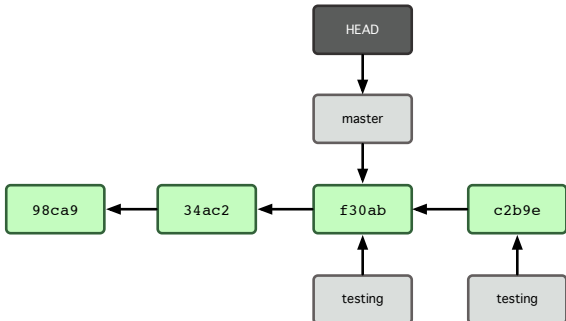 HEAD
master
98ca9
34ac2
f30ab
c2b9e
testing
testing